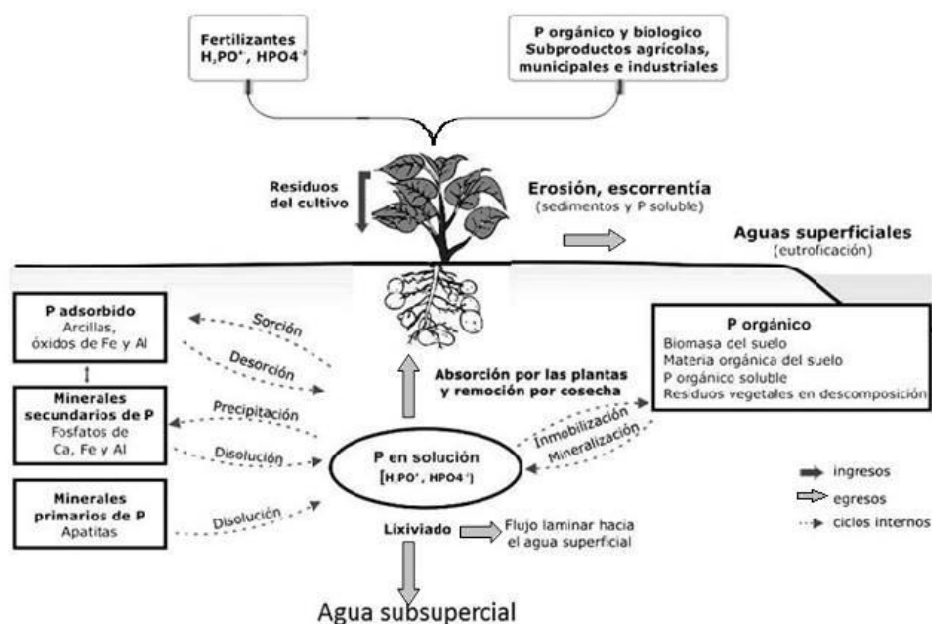 Fertilizantes
H₂PO⁴⁻, HPO4⁻²
P orgánico y biologico
Subproductos agrícolas,
municipales e industriales
Residuos
del cultivo
Erosión, escorrentía
(sedimentos y P soluble)
Aguas superficiales
(eutroficación)
P adsorbido
Arcillas,
óxidos de Fe y Al
Sorción
Desorción
P orgánico
Biomasa del suelo
Materia orgánica del suelo
P orgánico soluble
Residuos vegetales en descomposición
Absorción por las plantas
y remoción por cosecha
Minerales
secundarios de P
Fosfatos de
Ca, Fe y Al
Precipitación
Disolución
Inmobilización
Mineralización
P en solución
[H₂PO⁴⁻, HPO4⁻²]
Minerales
primarios de P
Apatitas
Disolución
Lixiviado
Flujo laminar hacia
el agua superficial
Agua subsupercial
ingresos
egresos
ciclos internos